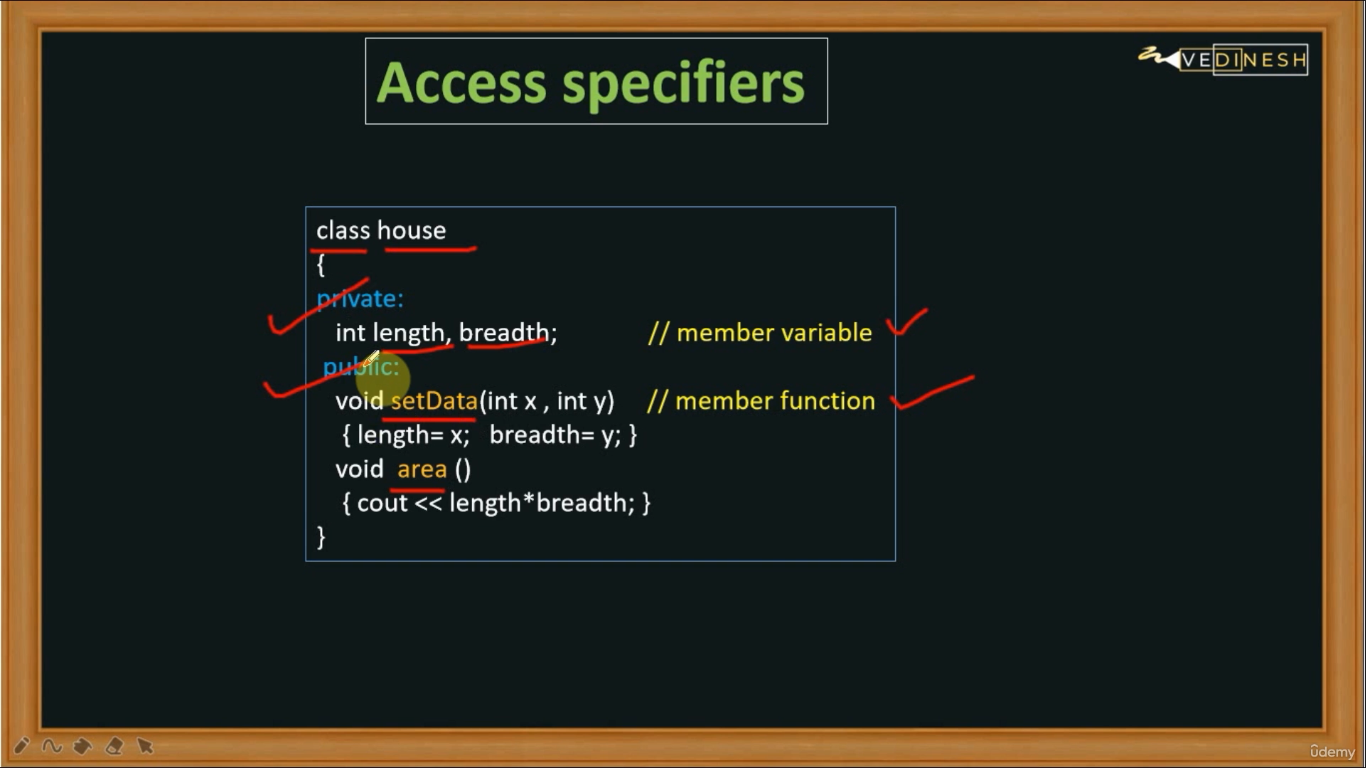 Access specifiers
VEDINESH
class house
{
private:
int length, breadth; // member variable
public:
void setData(int x , int y) // member function
{ length= x; breadth= y; }
void area ()
{ cout << length*breadth; }
}
ûdemy